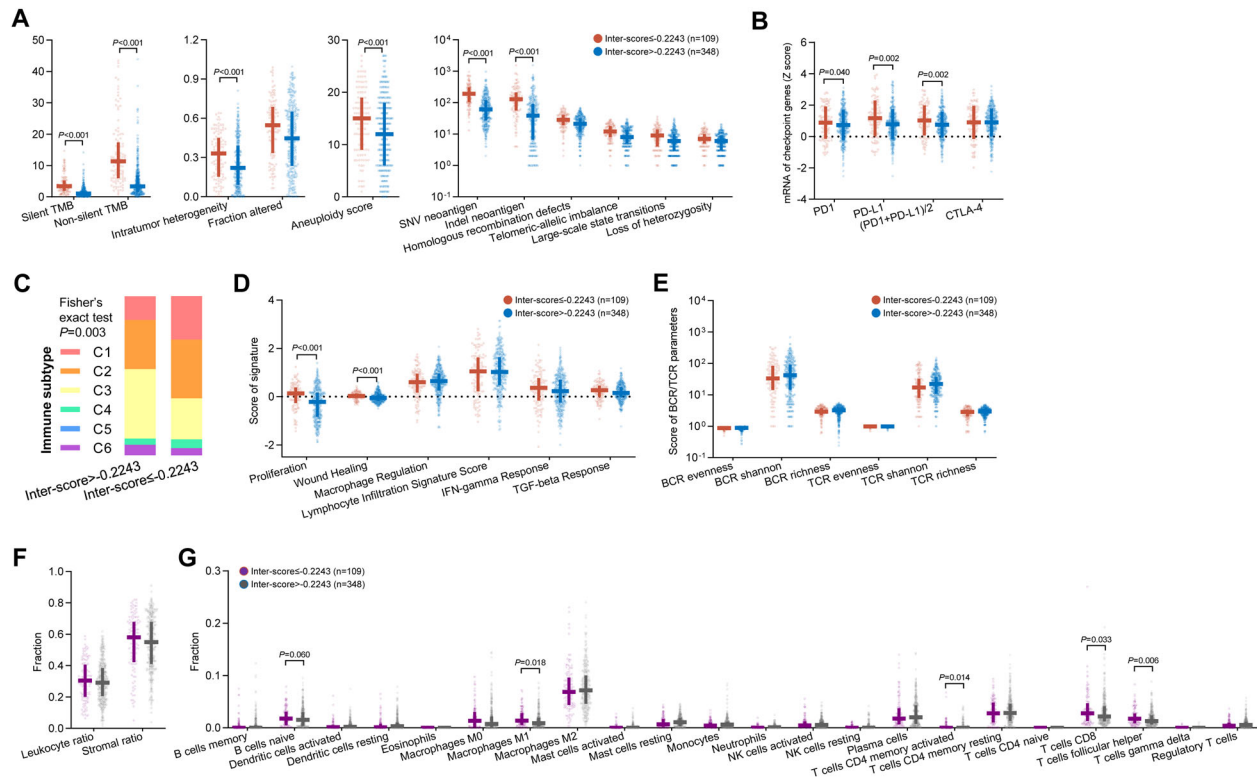 A
50
40
30
20
10
0
P<0.001
P<0.001
Silent TMB
Non-silent TMB
1.2
0.9
0.6
0.3
0.0
P<0.001
Intratumor heterogeneity
Fraction altered
30
20
10
0
P<0.001
Aneuploidy score
10³
10²
10¹
10⁰
10⁻¹
P<0.001
P<0.001
Inter-score≤-0.2243 (n=109)
Inter-score>-0.2243 (n=348)
SNV neoantigen
Indel neoantigen
Homologous recombination defects
Telomeric-allelic imbalance
Large-scale state transitions
Loss of heterozygosity
B
mRNA of checkpoint genes (Z score)
6
4
2
0
-2
-4
P=0.040
P=0.002
P=0.002
PD1
PD-L1
(PD1+PD-L1)/2
CTLA-4
C
Fisher's
exact test
P=0.003
Immune subtype
C1
C2
C3
C4
C5
C6
Inter-score>-0.2243
Inter-score≤-0.2243
D
Score of signature
4
2
0
-2
P<0.001
P<0.001
Inter-score≤-0.2243 (n=109)
Inter-score>-0.2243 (n=348)
Proliferation
Wound Healing
Macrophage Regulation
Lymphocyte Infiltration Signature Score
IFN-gamma Response
TGF-beta Response
E
Score of BCR/TCR parameters
10⁴
10³
10²
10¹
10⁰
10⁻¹
Inter-score≤-0.2243 (n=109)
Inter-score>-0.2243 (n=348)
BCR evenness
BCR shannon
BCR richness
TCR evenness
TCR shannon
TCR richness
F
Fraction
1.0
0.8
0.6
0.4
0.2
0.0
Leukocyte ratio
Stromal ratio
G
Fraction
0.3
0.2
0.1
0.0
Inter-score≤-0.2243 (n=109)
Inter-score>-0.2243 (n=348)
P=0.060
P=0.018
P=0.014
P=0.033
P=0.006
B cells memory
B cells naive
Dendritic cells activated
Dendritic cells resting
Eosinophils
Macrophages M0
Macrophages M1
Macrophages M2
Mast cells activated
Mast cells resting
Monocytes
Neutrophils
NK cells activated
NK cells resting
Plasma cells
T cells CD4 memory activated
T cells CD4 memory resting
T cells CD4 naive
T cells CD8
T cells follicular helper
T cells gamma delta
Regulatory T cells